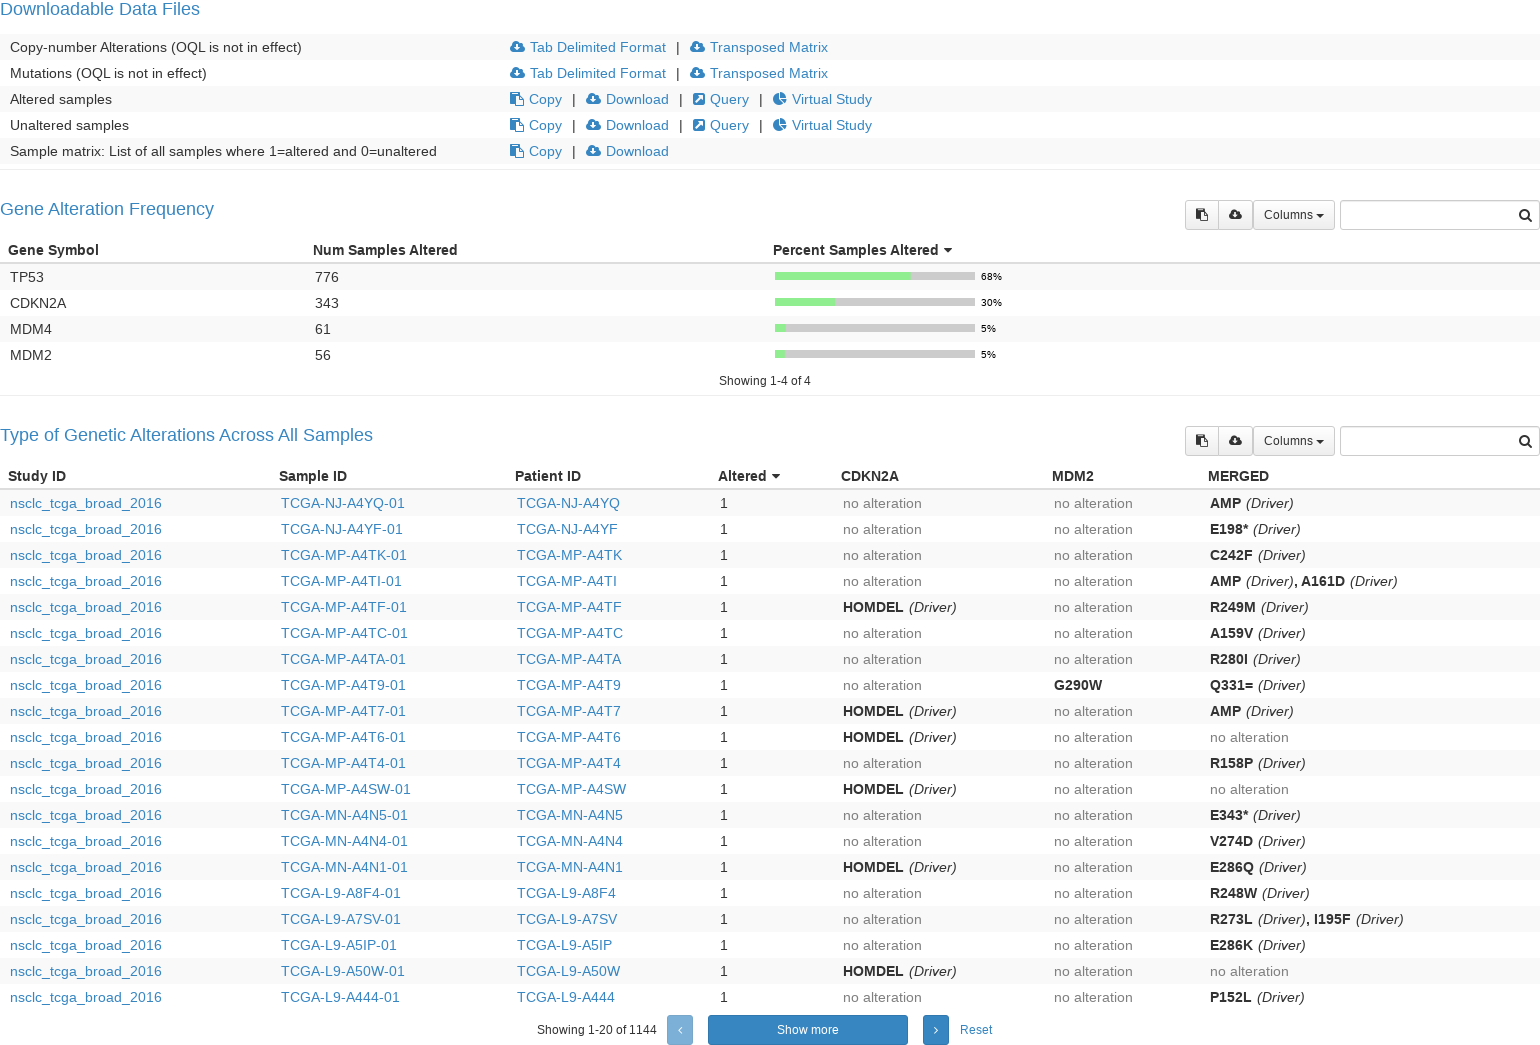 Downloadable Data Files
Copy-number Alterations (OQL is not in effect) Tab Delimited Format | Transposed Matrix
Mutations (OQL is not in effect) Tab Delimited Format | Transposed Matrix
Altered samples Copy | Download | Query | Virtual Study
Unaltered samples Copy | Download | Query | Virtual Study
Sample matrix: List of all samples where 1=altered and 0=unaltered Copy | Download
Gene Alteration Frequency Columns
Gene Symbol Num Samples Altered Percent Samples Altered
TP53 776 68%
CDKN2A 343 30%
MDM4 61 5%
MDM2 56 5%
Showing 1-4 of 4
Type of Genetic Alterations Across All Samples Columns
Study ID Sample ID Patient ID Altered CDKN2A MDM2 MERGED
nsclc_tcga_broad_2016 TCGA-NJ-A4YQ-01 TCGA-NJ-A4YQ 1 no alteration no alteration AMP (Driver)
nsclc_tcga_broad_2016 TCGA-NJ-A4YF-01 TCGA-NJ-A4YF 1 no alteration no alteration E198* (Driver)
nsclc_tcga_broad_2016 TCGA-MP-A4TK-01 TCGA-MP-A4TK 1 no alteration no alteration C242F (Driver)
nsclc_tcga_broad_2016 TCGA-MP-A4TI-01 TCGA-MP-A4TI 1 no alteration no alteration AMP (Driver), A161D (Driver)
nsclc_tcga_broad_2016 TCGA-MP-A4TF-01 TCGA-MP-A4TF 1 HOMDEL (Driver) no alteration R249M (Driver)
nsclc_tcga_broad_2016 TCGA-MP-A4TC-01 TCGA-MP-A4TC 1 no alteration no alteration A159V (Driver)
nsclc_tcga_broad_2016 TCGA-MP-A4TA-01 TCGA-MP-A4TA 1 no alteration no alteration R280I (Driver)
nsclc_tcga_broad_2016 TCGA-MP-A4T9-01 TCGA-MP-A4T9 1 no alteration G290W Q331= (Driver)
nsclc_tcga_broad_2016 TCGA-MP-A4T7-01 TCGA-MP-A4T7 1 HOMDEL (Driver) no alteration AMP (Driver)
nsclc_tcga_broad_2016 TCGA-MP-A4T6-01 TCGA-MP-A4T6 1 HOMDEL (Driver) no alteration no alteration
nsclc_tcga_broad_2016 TCGA-MP-A4T4-01 TCGA-MP-A4T4 1 no alteration no alteration R158P (Driver)
nsclc_tcga_broad_2016 TCGA-MP-A4SW-01 TCGA-MP-A4SW 1 HOMDEL (Driver) no alteration no alteration
nsclc_tcga_broad_2016 TCGA-MN-A4N5-01 TCGA-MN-A4N5 1 no alteration no alteration E343* (Driver)
nsclc_tcga_broad_2016 TCGA-MN-A4N4-01 TCGA-MN-A4N4 1 no alteration no alteration V274D (Driver)
nsclc_tcga_broad_2016 TCGA-MN-A4N1-01 TCGA-MN-A4N1 1 HOMDEL (Driver) no alteration E286Q (Driver)
nsclc_tcga_broad_2016 TCGA-L9-A8F4-01 TCGA-L9-A8F4 1 no alteration no alteration R248W (Driver)
nsclc_tcga_broad_2016 TCGA-L9-A7SV-01 TCGA-L9-A7SV 1 no alteration no alteration R273L (Driver), I195F (Driver)
nsclc_tcga_broad_2016 TCGA-L9-A5IP-01 TCGA-L9-A5IP 1 no alteration no alteration E286K (Driver)
nsclc_tcga_broad_2016 TCGA-L9-A50W-01 TCGA-L9-A50W 1 HOMDEL (Driver) no alteration no alteration
nsclc_tcga_broad_2016 TCGA-L9-A444-01 TCGA-L9-A444 1 no alteration no alteration P152L (Driver)
Showing 1-20 of 1144 ‹ Show more › Reset